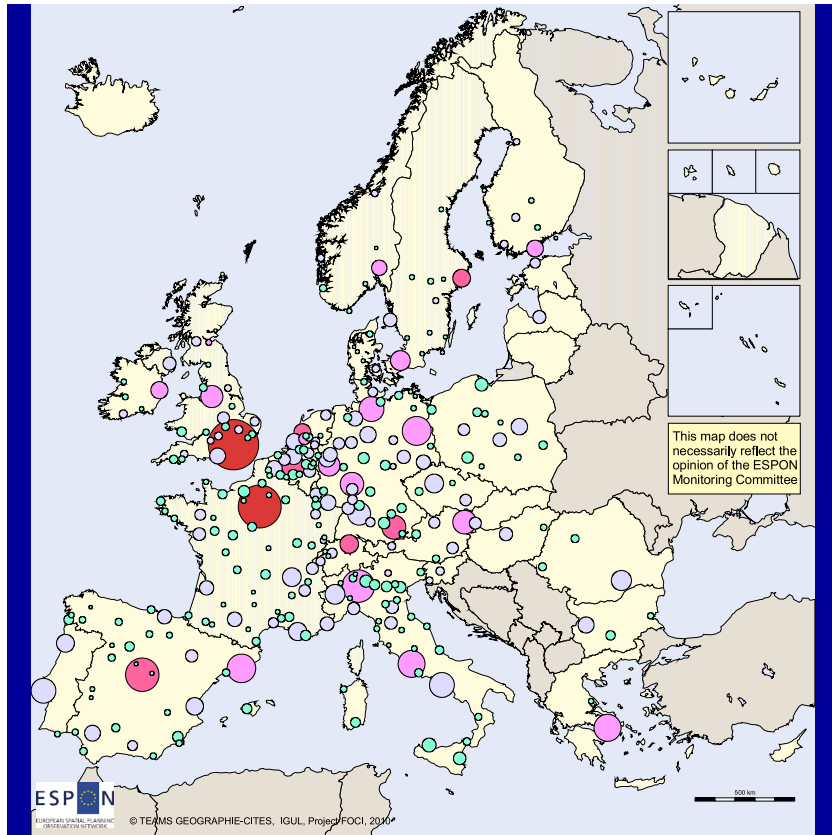 This map does not
necessarily reflect the
opinion of the ESPON
Monitoring Committee
500 km
ESPON
EUROPEAN SPATIAL PLANNING
OBSERVATION NETWORK
© TEAMS GEOGRAPHIE-CITES, IGUL, Project FOCI, 2010